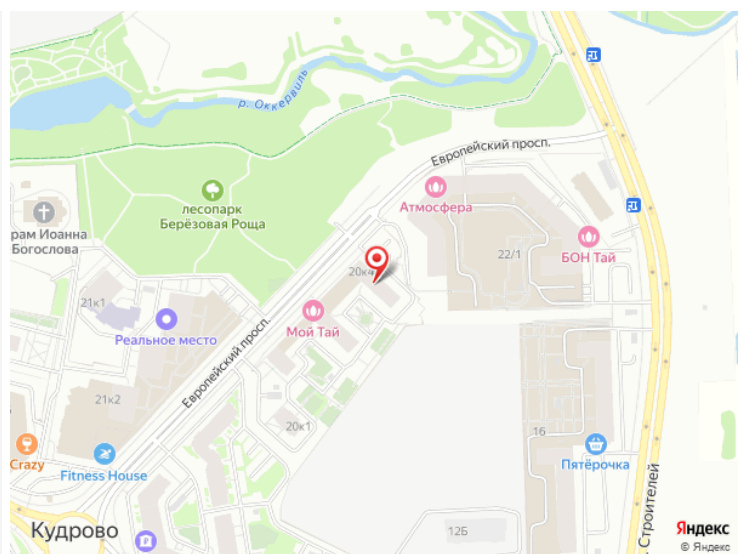 р. Оккервиль
Европейский просп.
лесопарк
Берёзовая Роща
Атмосфера
рам Иоанна
Богослова
22/1
БОН Тай
20к4
21к1
Мой Тай
Реальное место
Европейский просп.
21к2
20к1
16
Crazy
Fitness House
Пятёрочка
Строителей
Кудрово
12Б
Яндекс
© Яндекс